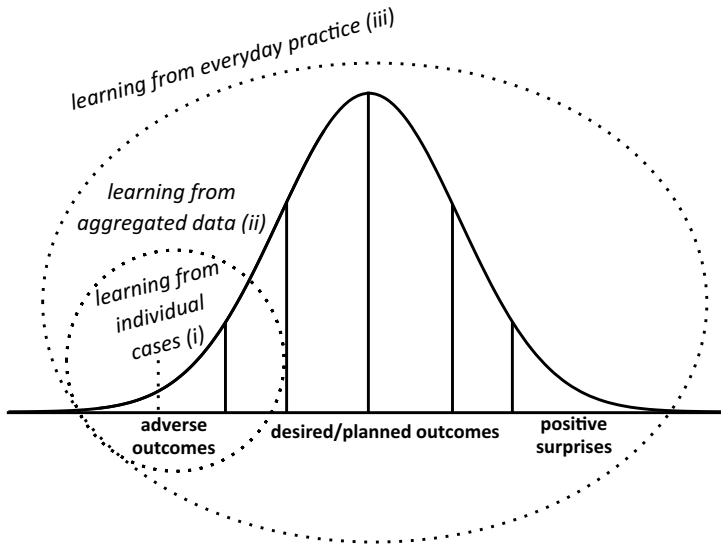 learning from everyday practice (iii)
learning from
aggregated data (ii)
learning from
individual
cases (i)
adverse
outcomes
desired/planned outcomes
positive
surprises